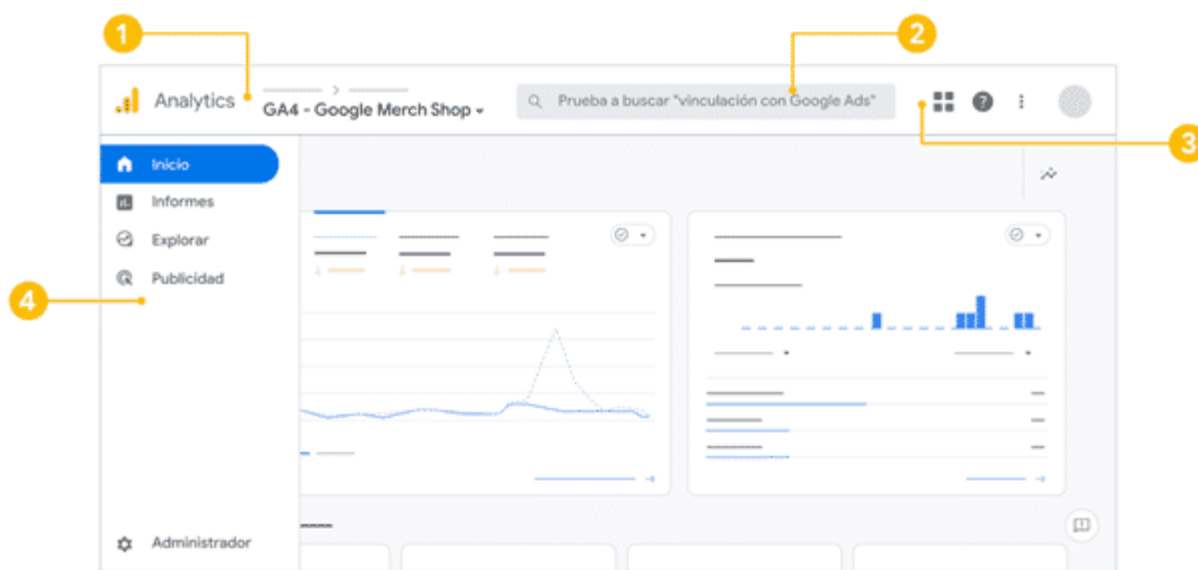 1
2
Analytics
GA4 - Google Merch Shop
Prueba a buscar "vinculación con Google Ads"
3
Inicio
Informes
Explorar
Publicidad
4
Administrador